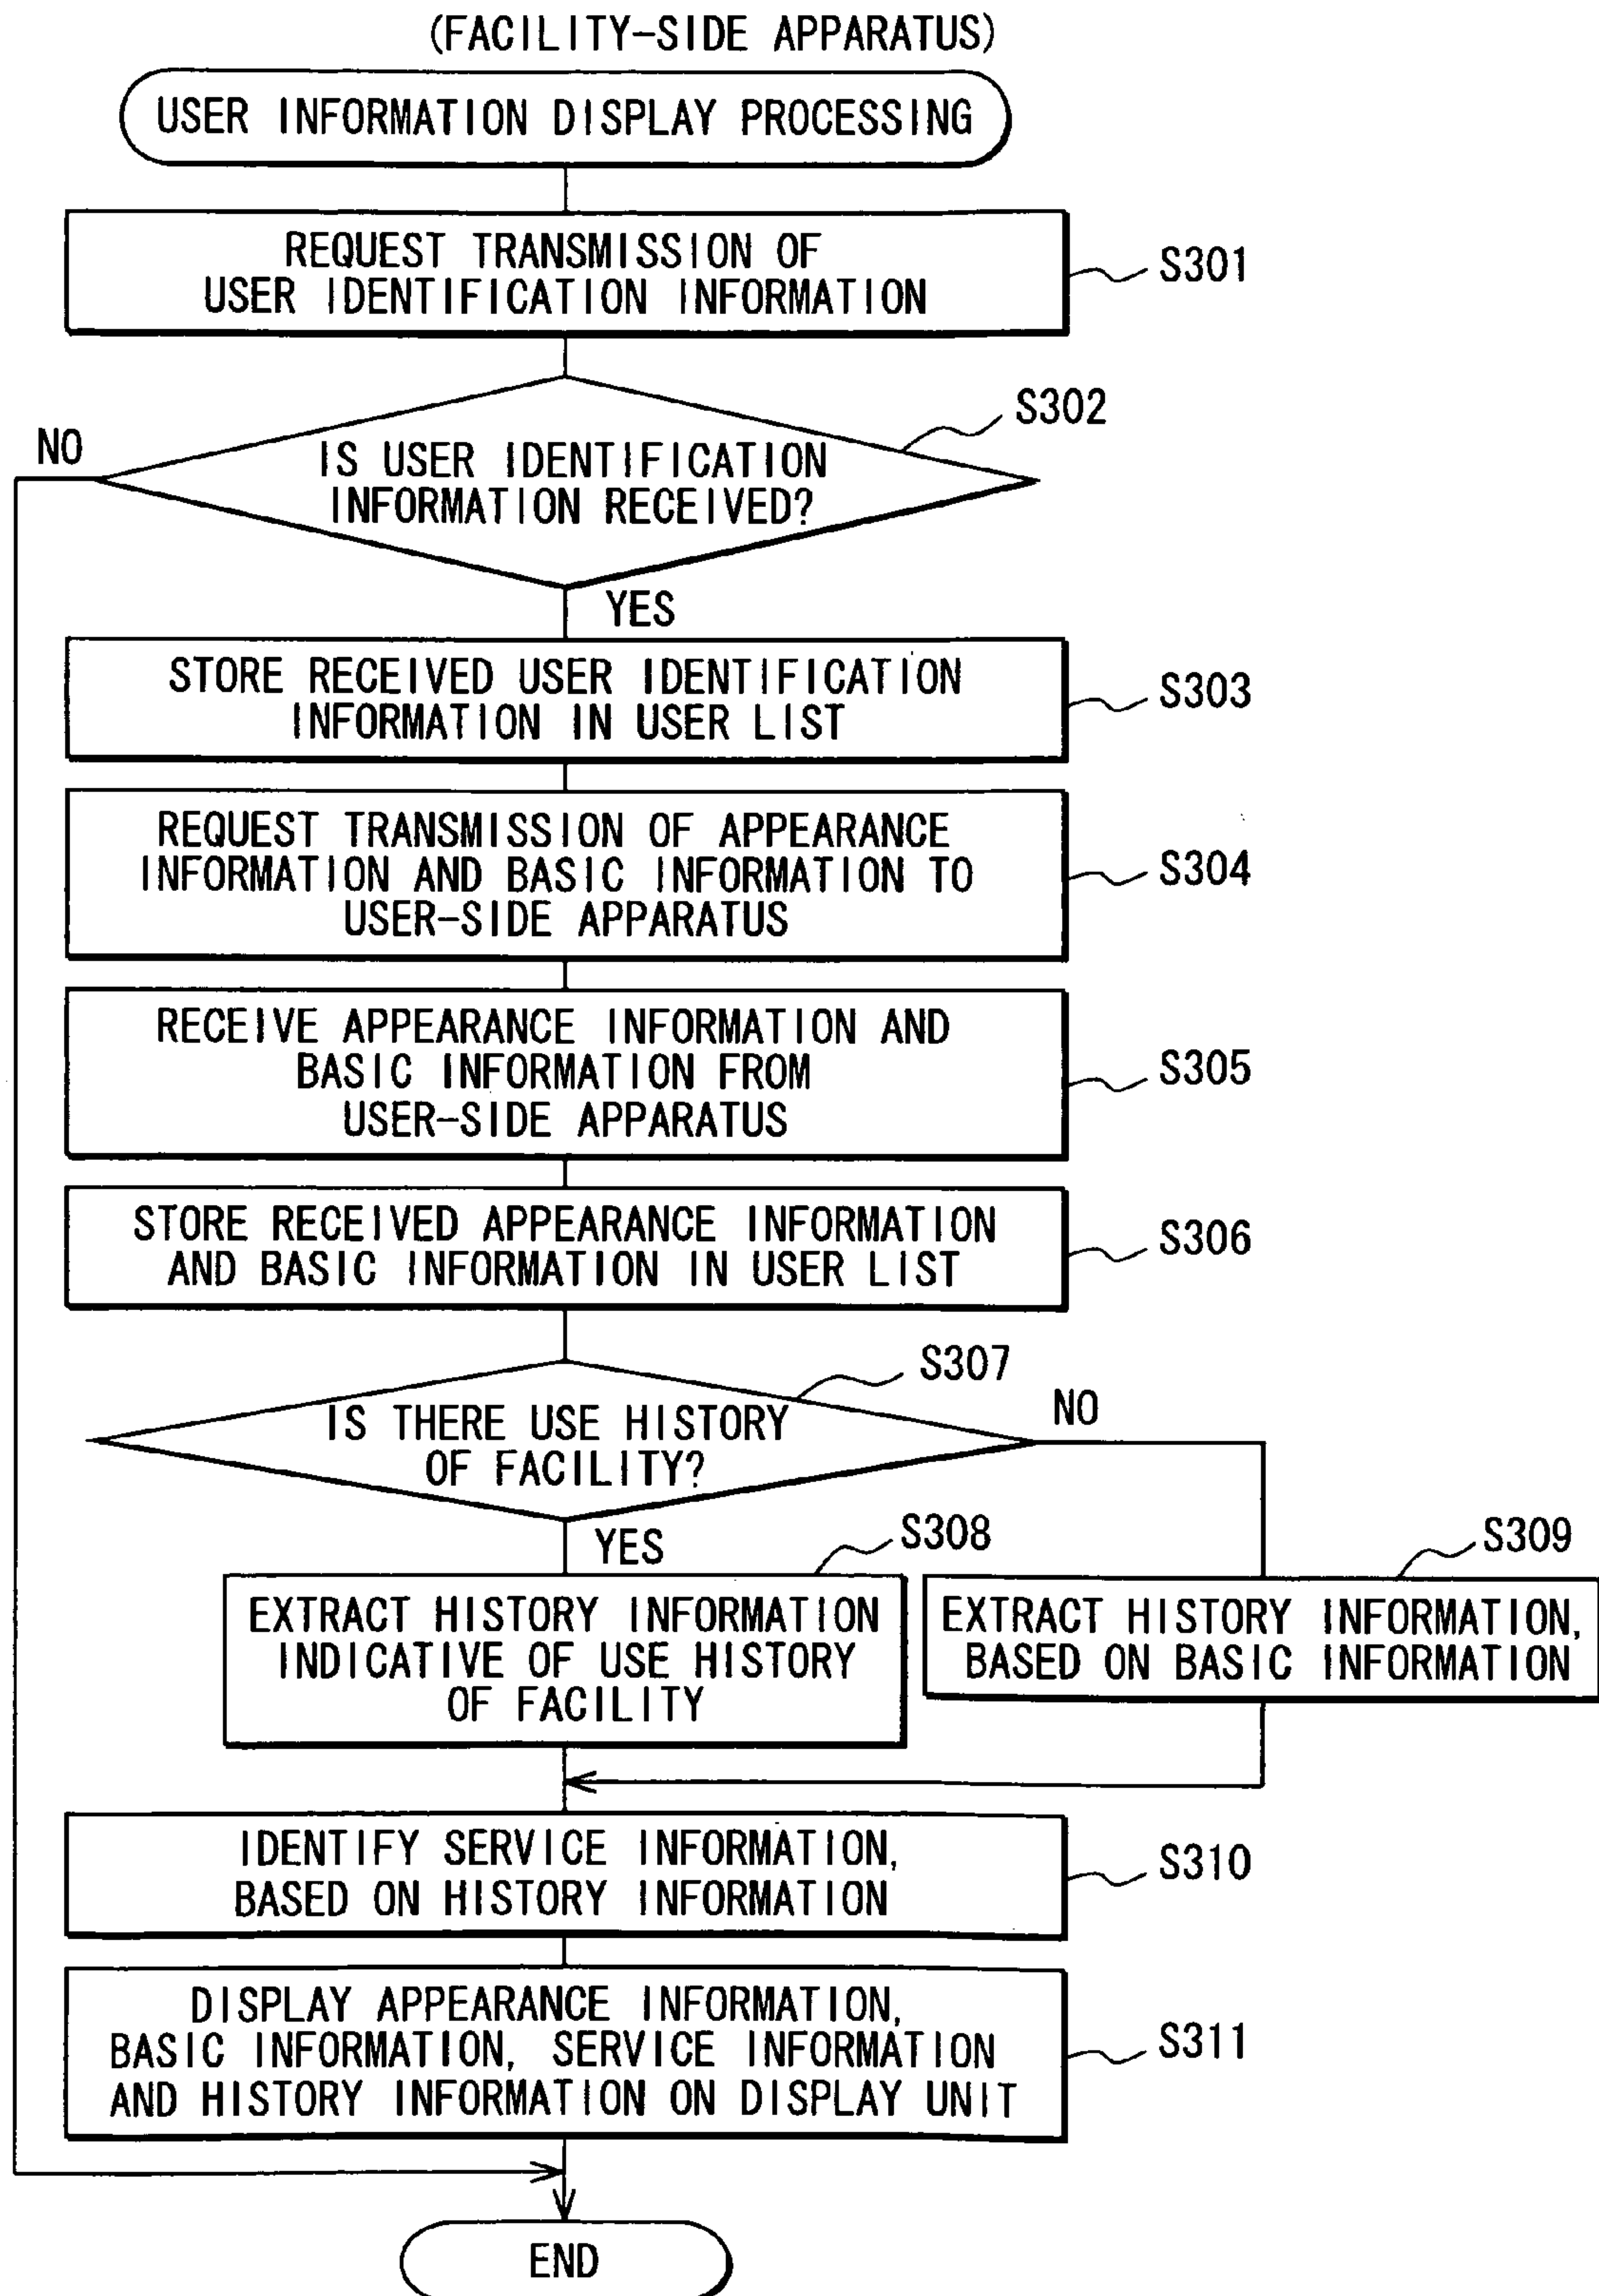 (FACILITY-SIDE APPARATUS)
USER INFORMATION DISPLAY PROCESSING
REQUEST TRANSMISSION OF
USER IDENTIFICATION INFORMATION
S301
S302
NO
IS USER IDENTIFICATION
INFORMATION RECEIVED?
YES
STORE RECEIVED USER IDENTIFICATION
INFORMATION IN USER LIST
S303
REQUEST TRANSMISSION OF APPEARANCE
INFORMATION AND BASIC INFORMATION TO
USER-SIDE APPARATUS
S304
RECEIVE APPEARANCE INFORMATION AND
BASIC INFORMATION FROM
USER-SIDE APPARATUS
S305
STORE RECEIVED APPEARANCE INFORMATION
AND BASIC INFORMATION IN USER LIST
S306
S307
IS THERE USE HISTORY
OF FACILITY?
NO
YES
S308
EXTRACT HISTORY INFORMATION
INDICATIVE OF USE HISTORY
OF FACILITY
S309
EXTRACT HISTORY INFORMATION,
BASED ON BASIC INFORMATION
IDENTIFY SERVICE INFORMATION,
BASED ON HISTORY INFORMATION
S310
DISPLAY APPEARANCE INFORMATION,
BASIC INFORMATION, SERVICE INFORMATION
AND HISTORY INFORMATION ON DISPLAY UNIT
S311
END